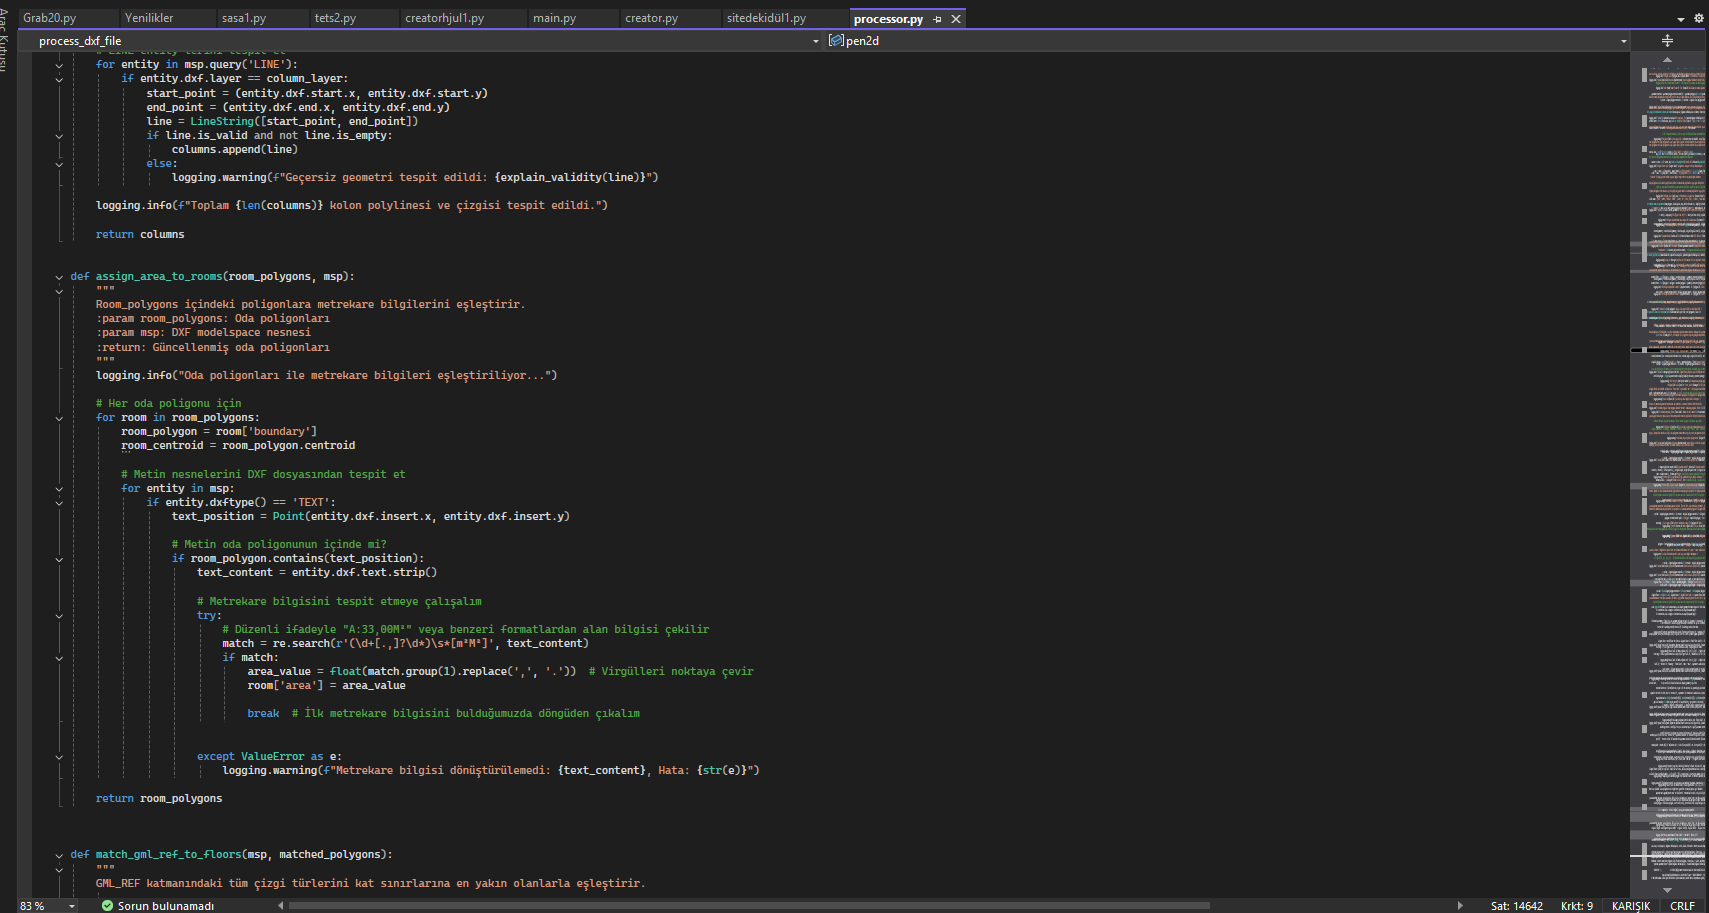 Grab20.py
Yenilikler
sasa1.py
tets2.py
creatorhjul1.py
main.py
creator.py
sitedekidül1.py
processor.py
Araç Kutusu
process_dxf_file
pen2d
for entity in msp.query('LINE'):
if entity.dxf.layer == column_layer:
start_point = (entity.dxf.start.x, entity.dxf.start.y)
end_point = (entity.dxf.end.x, entity.dxf.end.y)
line = LineString([start_point, end_point])
if line.is_valid and not line.is_empty:
columns.append(line)
else:
logging.warning(f"Geçersiz geometri tespit edildi: {explain_validity(line)}")
logging.info(f"Toplam {len(columns)} kolon polylinesi ve çizgisi tespit edildi.")
return columns
def assign_area_to_rooms(room_polygons, msp):
"""
Room_polygons içindeki poligonlara metrekare bilgilerini eşleştirir.
:param room_polygons: Oda poligonları
:param msp: DXF modelspace nesnesi
:return: Güncellenmiş oda poligonları
"""
logging.info("Oda poligonları ile metrekare bilgileri eşleştiriliyor...")
# Her oda poligonu için
for room in room_polygons:
room_polygon = room['boundary']
room_centroid = room_polygon.centroid
# Metin nesnelerini DXF dosyasından tespit et
for entity in msp:
if entity.dxftype() == 'TEXT':
text_position = Point(entity.dxf.insert.x, entity.dxf.insert.y)
# Metin oda poligonunun içinde mi?
if room_polygon.contains(text_position):
text_content = entity.dxf.text.strip()
# Metrekare bilgisini tespit etmeye çalışalım
try:
# Düzenli ifadeyle "A:33,00M²" veya benzeri formatlardan alan bilgisi çekilir
match = re.search(r'(\d+[.,]?\d*)\s*[m²M²]', text_content)
if match:
area_value = float(match.group(1).replace(',', '.'))  # Virgülleri noktaya çevir
room['area'] = area_value
break  # İlk metrekare bilgisini bulduğumuzda döngüden çıkalım
except ValueError as e:
logging.warning(f"Metrekare bilgisi dönüştürülemedi: {text_content}, Hata: {str(e)}")
return room_polygons
def match_gml_ref_to_floors(msp, matched_polygons):
"""
GML_REF katmanındaki tüm çizgi türlerini kat sınırlarına en yakın olanlarla eşleştirir.
83 %
Sorun bulunamadı
Sat: 14642
Krkt: 9
KARIŞIK
CRLF